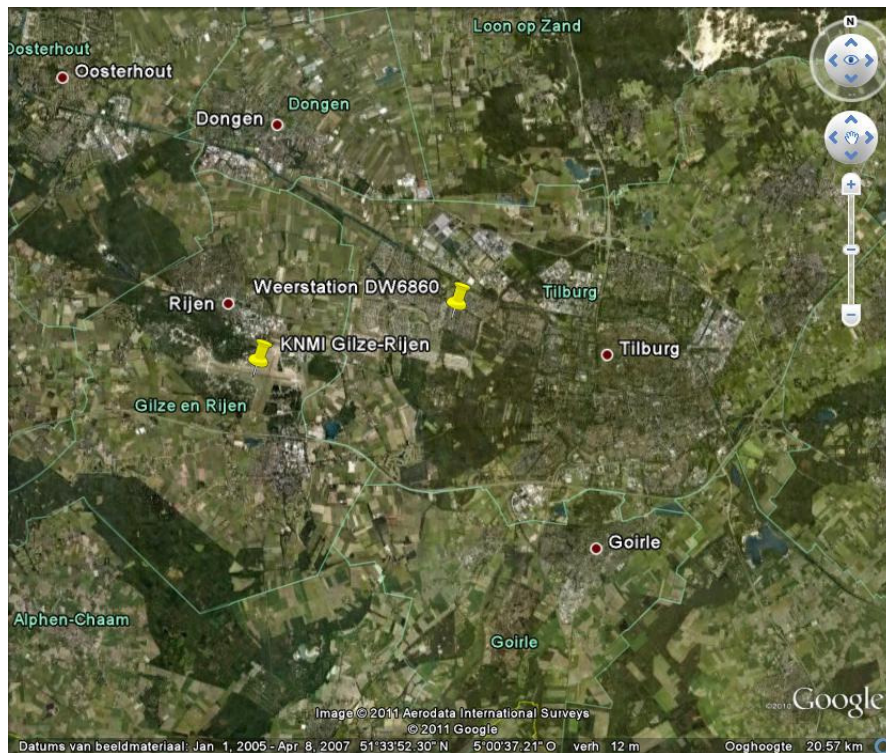 Loon op Zand
N
Oosterhout
Oosterhout
Dongen
Dongen
Weerstation DW6860
Tilburg
Rijen
KNMI Gilze-Rijen
Tilburg
Gilze en Rijen
Goirle
Alphen-Chaam
Goirle
Image © 2011 Aerodata International Surveys
© 2011 Google
©2010 Google
Datums van beeldmateriaal: Jan 1, 2005 - Apr 8, 2007 51°33'52.30" N 5°00'37.21" O verh 12 m Ooghoogte 20.57 km